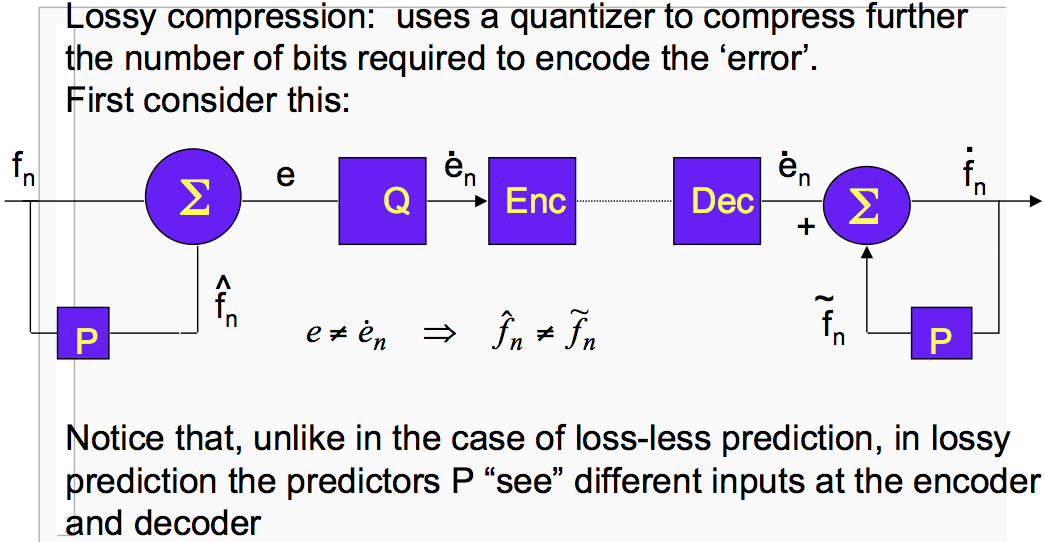 Lossy compression: uses a quantizer to compress further
the number of bits required to encode the ‘error’.
First consider this:
fₙ Σ e Q ėₙ Enc Dec ėₙ + Σ ḟₙ
P f̂ₙ e ≠ ėₙ ⇒ f̂ₙ ≠ f̃ₙ f̃ₙ P
Notice that, unlike in the case of loss-less prediction, in lossy
prediction the predictors P “see” different inputs at the encoder
and decoder